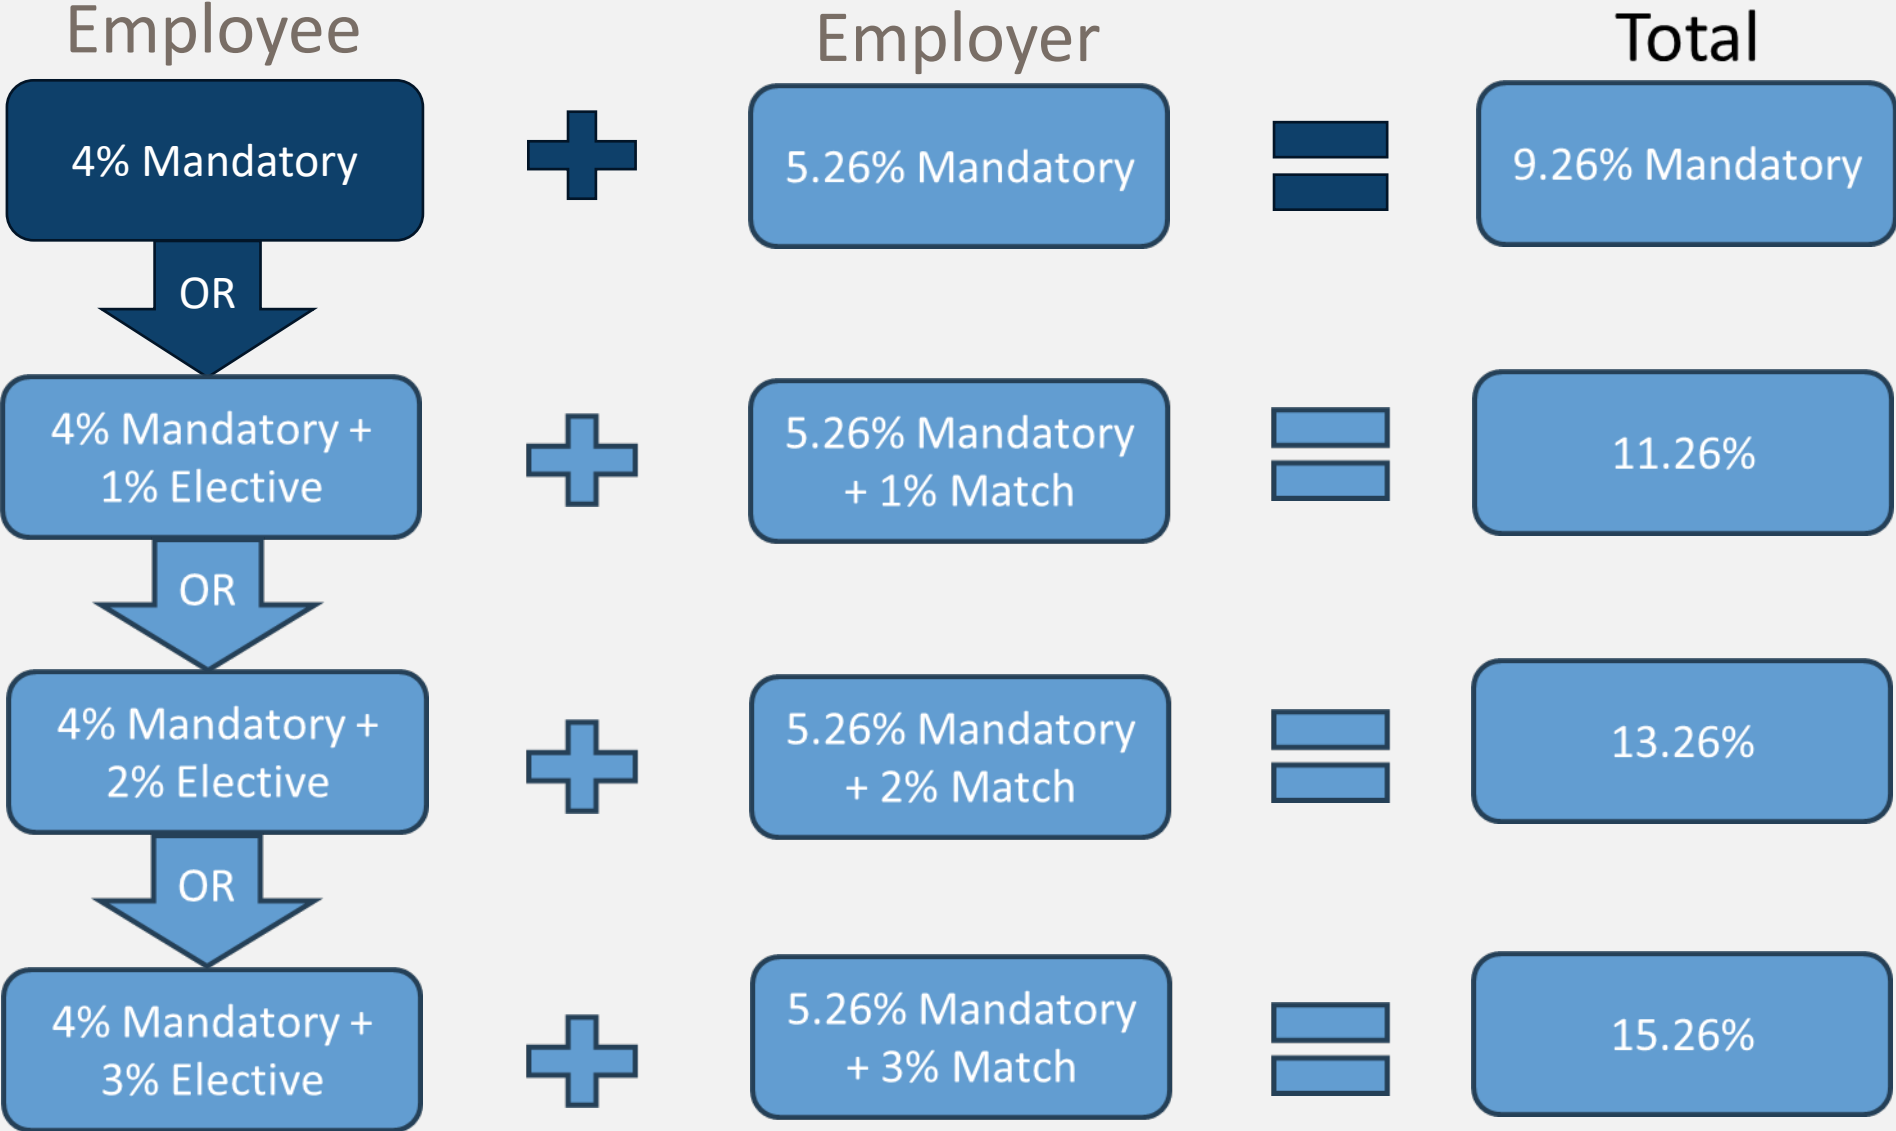 Employee
Employer
Total
4% Mandatory
5.26% Mandatory
9.26% Mandatory
OR
4% Mandatory +
1% Elective
5.26% Mandatory
+ 1% Match
11.26%
OR
4% Mandatory +
2% Elective
5.26% Mandatory
+ 2% Match
13.26%
OR
4% Mandatory +
3% Elective
5.26% Mandatory
+ 3% Match
15.26%